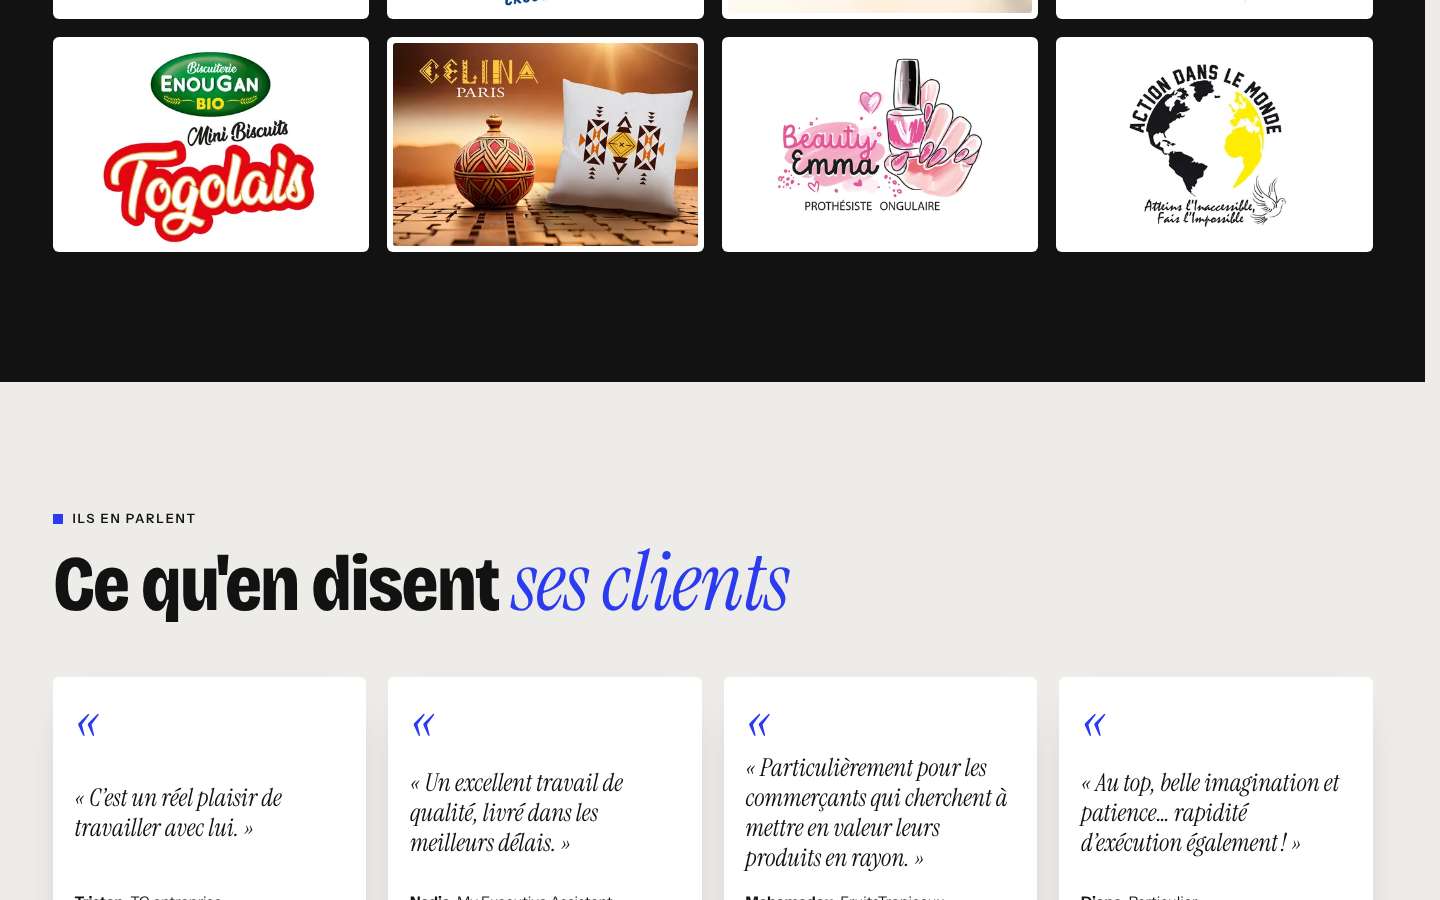 Biscuiterie
ENOUGAN
BIO
Mini Biscuits
Togolais
CELINA
PARIS
Beauty
Emma
PROTHÉSISTE ONGULAIRE
ACTION DANS LE MONDE
Atteins l'Inaccessible,
Fais l'Impossible
ILS EN PARLENT
Ce qu'en disent ses clients
«
« C'est un réel plaisir de
travailler avec lui. »
«
« Un excellent travail de
qualité, livré dans les
meilleurs délais. »
«
« Particulièrement pour les
commerçants qui cherchent à
mettre en valeur leurs
produits en rayon. »
«
« Au top, belle imagination et
patience... rapidité
d'exécution également ! »